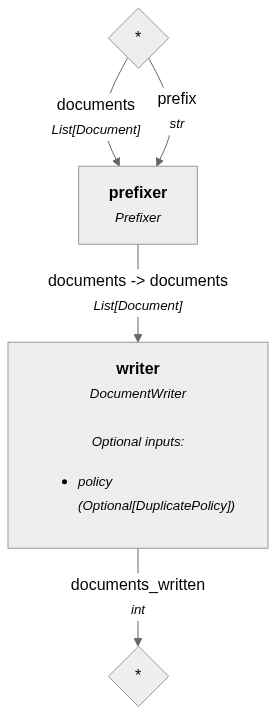 *
documents
List[Document]
prefix
str
prefixer
Prefixer
documents -> documents
List[Document]
writer
DocumentWriter
Optional inputs:
• policy
(Optional[DuplicatePolicy])
documents_written
int
*